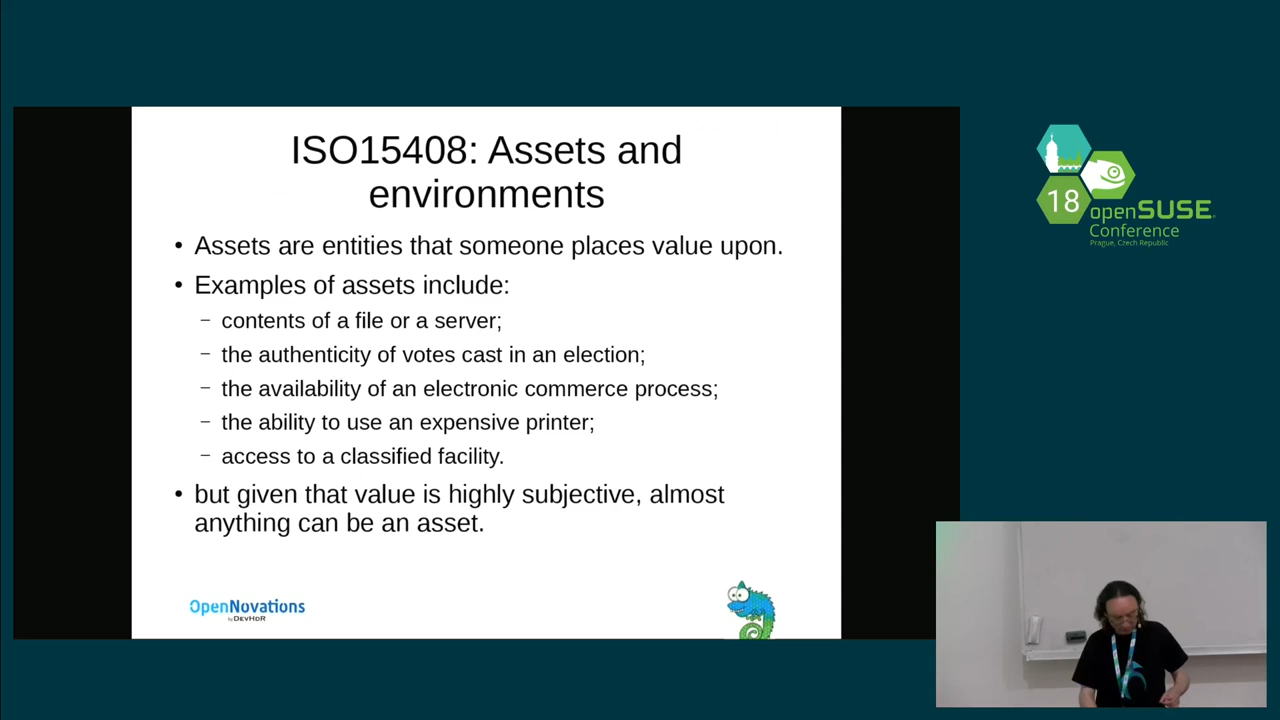 ISO15408: Assets and
environments
• Assets are entities that someone places value upon.
• Examples of assets include:
– contents of a file or a server;
– the authenticity of votes cast in an election;
– the availability of an electronic commerce process;
– the ability to use an expensive printer;
– access to a classified facility.
• but given that value is highly subjective, almost
anything can be an asset.
OpenNovations
by DEVHDR
18
openSUSE
Conference
Prague, Czech Republic